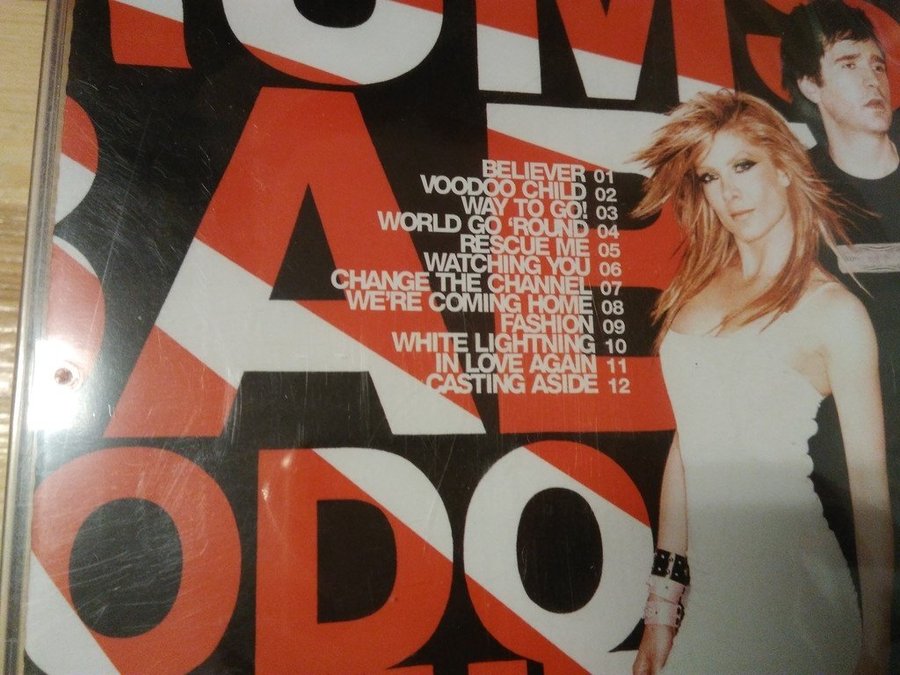 BELIEVER 01
VOODOO CHILD 02
WAY TO GO! 03
WORLD GO 'ROUND 04
RESCUE ME 05
WATCHING YOU 06
CHANGE THE CHANNEL 07
WE'RE COMING HOME 08
FASHION 09
WHITE LIGHTNING 10
IN LOVE AGAIN 11
CASTING ASIDE 12